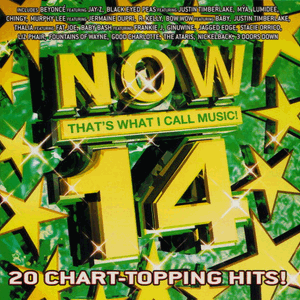 INCLUDES BEYONCÉ FEATURING JAY-Z, BLACK EYED PEAS FEATURING JUSTIN TIMBERLAKE, MYA, LUMIDEE,
CHINGY, MURPHY LEE FEATURING JERMAINE DUPRI, R. KELLY, BOW WOW FEATURING BABY, JUSTIN TIMBERLAKE,
THALIA FEATURING FAT JOE, BABY BASH FEATURING FRANKIE J, GINUWINE, JAGGED EDGE, STACIE ORRICO,
LIZ PHAIR, FOUNTAINS OF WAYNE, GOOD CHARLOTTE, THE ATARIS, NICKELBACK, 3 DOORS DOWN
NOW
THAT'S WHAT I CALL MUSIC!
14
20 CHART-TOPPING HITS!